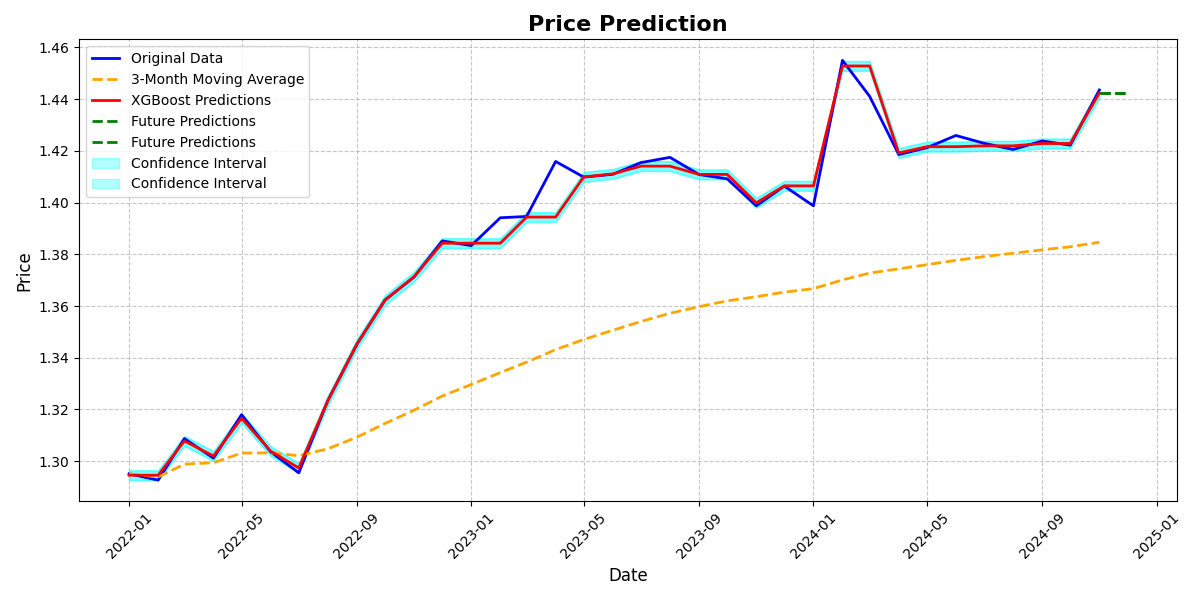 Price Prediction
Original Data
3-Month Moving Average
XGBoost Predictions
Future Predictions
Future Predictions
Confidence Interval
Confidence Interval
Price
1.46
1.44
1.42
1.40
1.38
1.36
1.34
1.32
1.30
2022-01
2022-05
2022-09
2023-01
2023-05
2023-09
2024-01
2024-05
2024-09
2025-01
Date